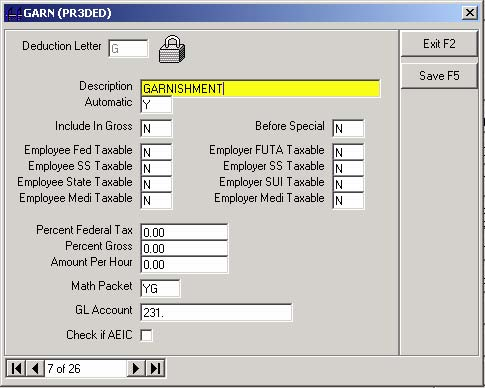 GARN (PR3DED)
Deduction Letter G
Exit F2
Save F5
Description GARNISHMENT
Automatic Y
Include In Gross N Before Special N
Employee Fed Taxable N Employer FUTA Taxable N
Employee SS Taxable N Employer SS Taxable N
Employee State Taxable N Employer SUI Taxable N
Employee Medi Taxable N Employer Medi Taxable N
Percent Federal Tax 0.00
Percent Gross 0.00
Amount Per Hour 0.00
Math Packet YG
GL Account 231.
Check if AEIC
7 of 26